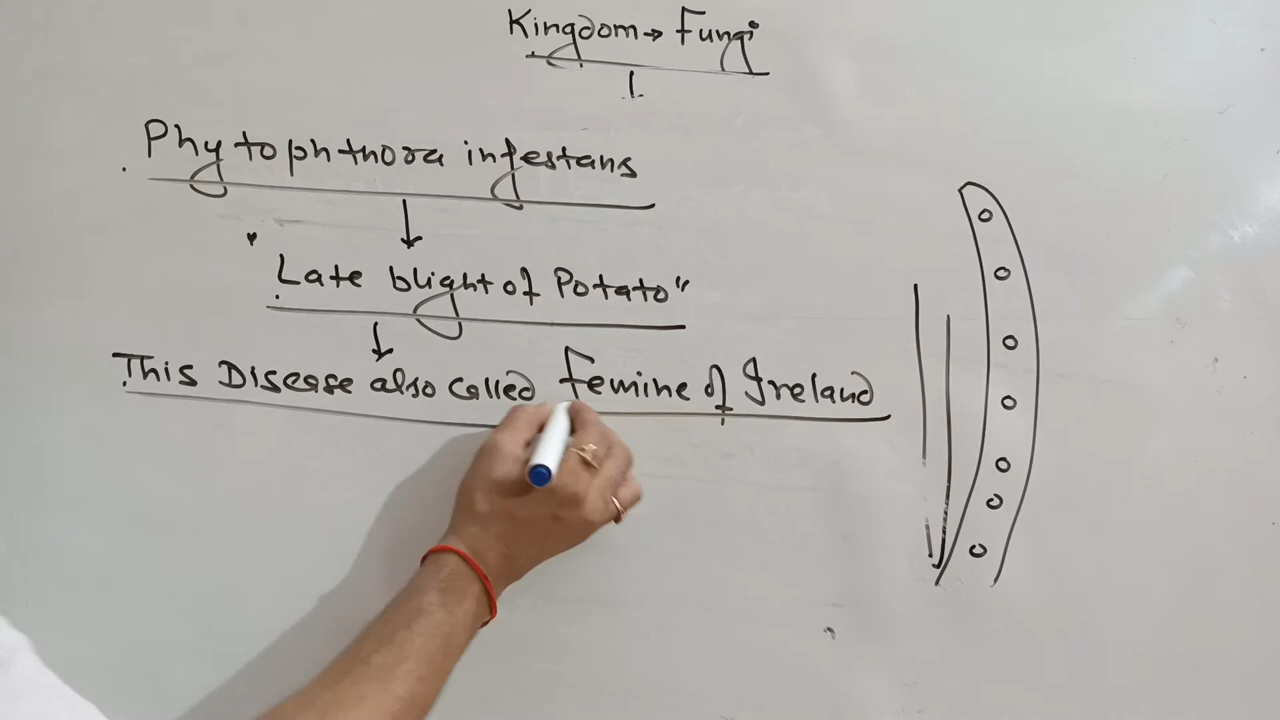 Kingdom → Fungi
Phytophthora infestans
"Late blight of Potato"
This Disease also called Femine of Ireland